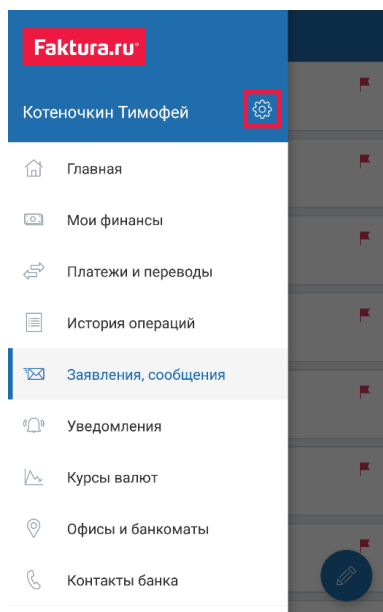 Faktura.ru
Котеночкин Тимофей
Главная
Мои финансы
Платежи и переводы
История операций
Заявления, сообщения
Уведомления
Курсы валют
Офисы и банкоматы
Контакты банка